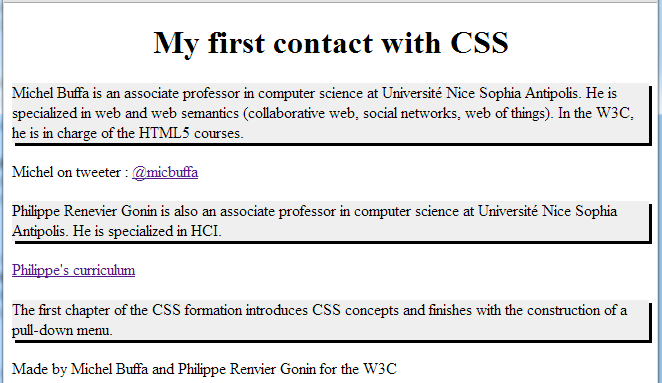 My first contact with CSS
Michel Buffa is an associate professor in computer science at Université Nice Sophia Antipolis. He is
specialized in web and web semantics (collaborative web, social networks, web of things). In the W3C,
he is in charge of the HTML5 courses.
Michel on tweeter : @micbuffa
Philippe Renevier Gonin is also an associate professor in computer science at Université Nice Sophia
Antipolis. He is specialized in HCI.
Philippe's curriculum
The first chapter of the CSS formation introduces CSS concepts and finishes with the construction of a
pull-down menu.
Made by Michel Buffa and Philippe Renvier Gonin for the W3C